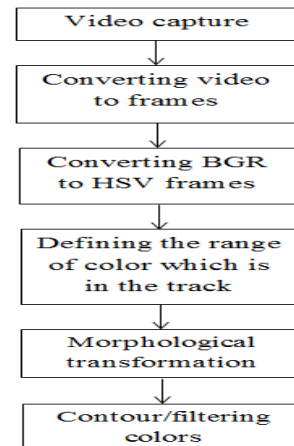 Video capture
Converting video
to frames
Converting BGR
to HSV frames
Defining the range
of color which is
in the track
Morphological
transformation
Contour/filtering
colors